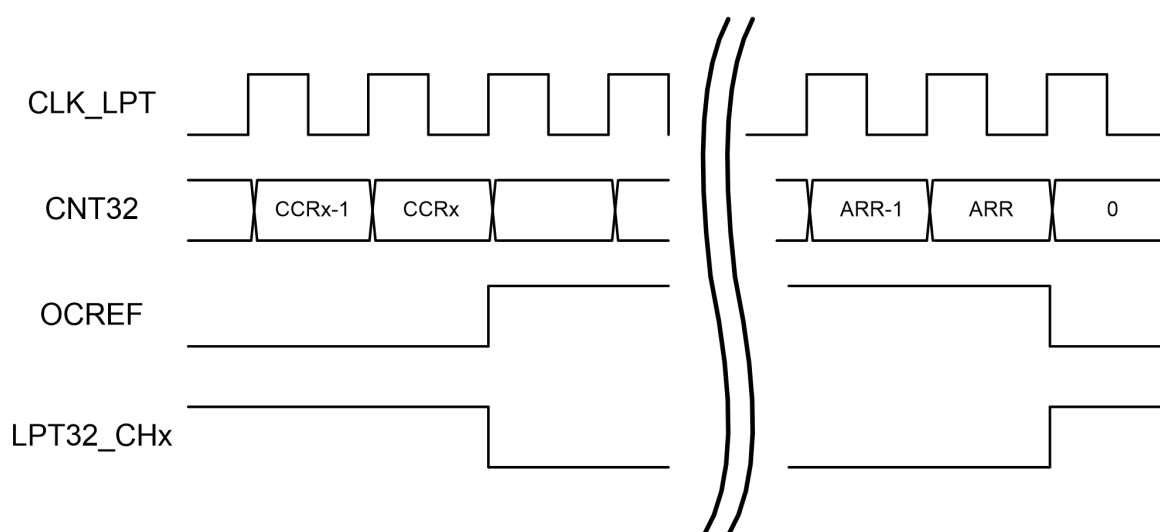 CLK_LPT
CNT32 CCRx-1 CCRx ARR-1 ARR 0
OCREF
LPT32_CHx